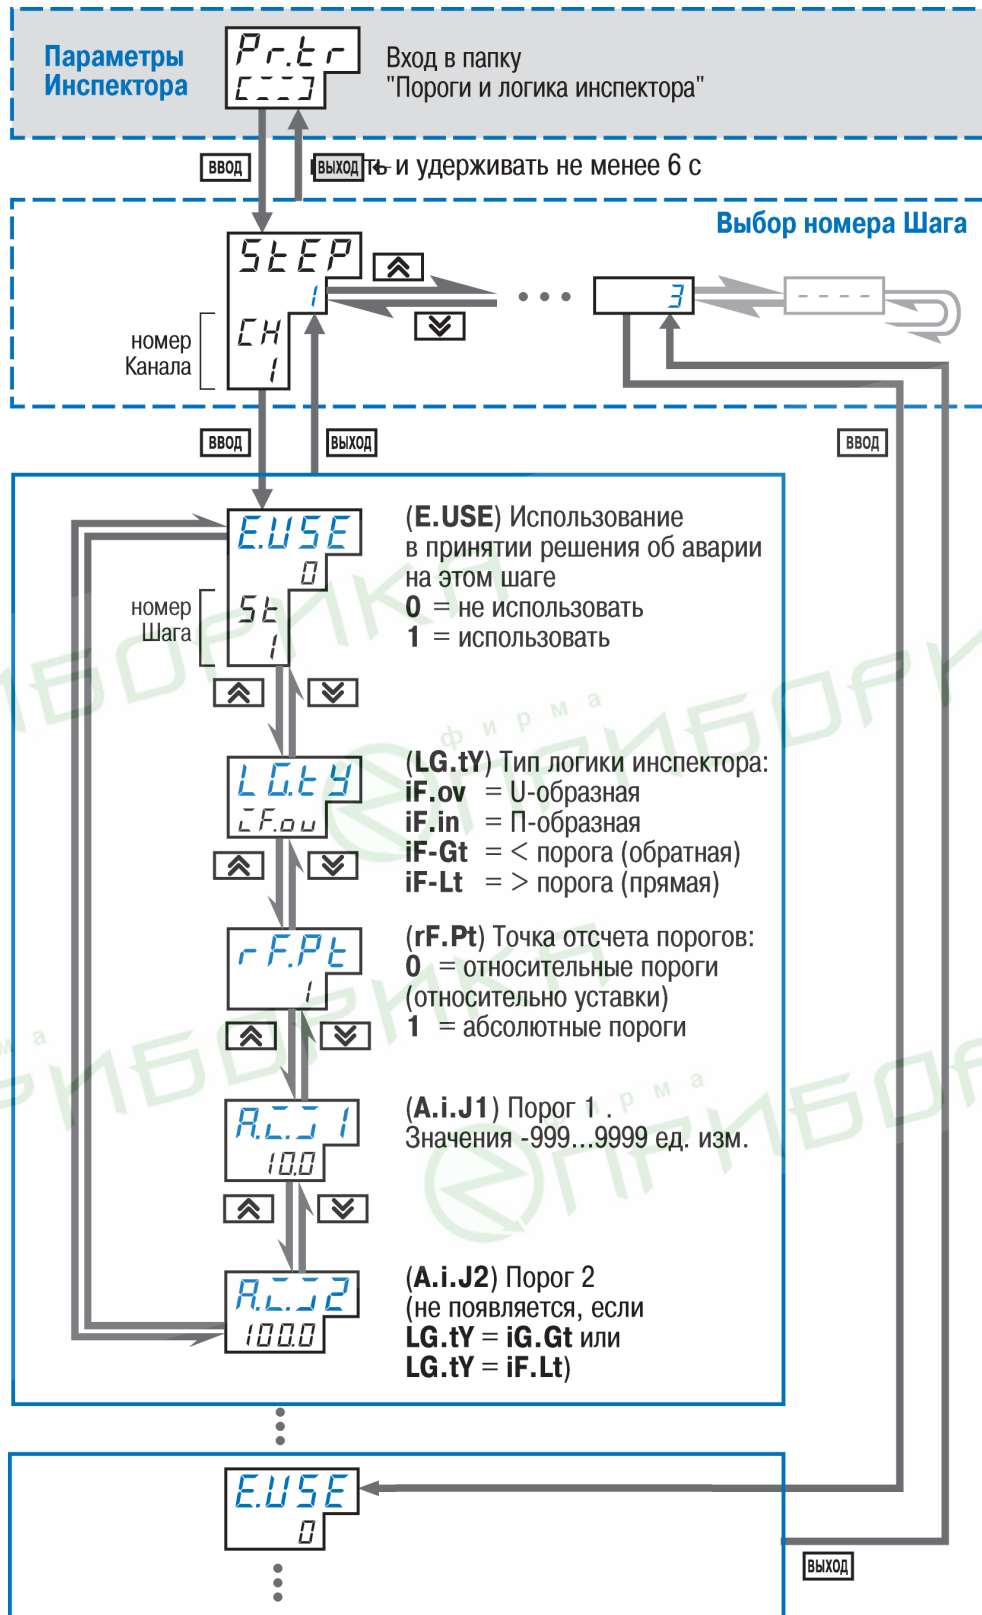 Параметры
Инспектора
Pr.tr
[___]
Вход в папку
"Пороги и логика инспектора"
ВВОД
ВЫХОД
ть и удерживать не менее 6 с
Выбор номера Шага
StEP
1
3
- - - - -
номер
Канала
CH
1
ВВОД
ВЫХОД
ВВОД
E.USE
0
номер
Шага
St
1
(E.USE) Использование
в принятии решения об аварии
на этом шаге
0 = не использовать
1 = использовать
LG.tY
iF.ov
(LG.tY) Тип логики инспектора:
iF.ov = U-образная
iF.in = П-образная
iF-Gt = < порога (обратная)
iF-Lt = > порога (прямая)
rF.Pt
1
(rF.Pt) Точка отсчета порогов:
0 = относительные пороги
(относительно уставки)
1 = абсолютные пороги
A.i.J1
10.0
(A.i.J1) Порог 1 .
Значения -999...9999 ед. изм.
A.i.J2
100.0
(A.i.J2) Порог 2
(не появляется, если
LG.tY = iG.Gt или
LG.tY = iF.Lt)
E.USE
0
ВЫХОД
фирма
ПРИБОРИКА